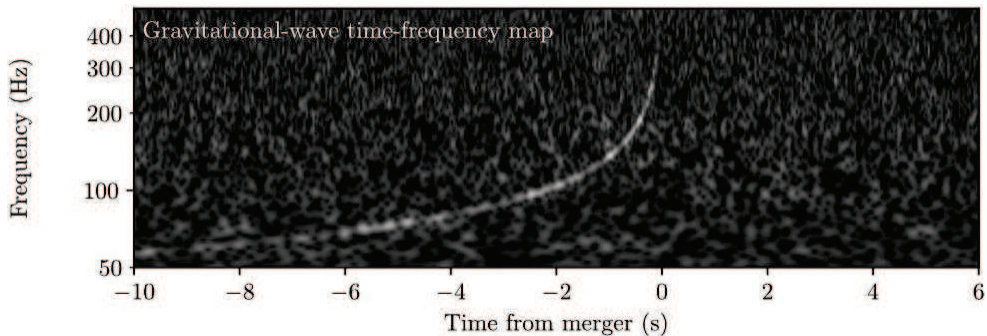 Gravitational-wave time-frequency map
Frequency (Hz)
400
300
200
100
50
−10 −8 −6 −4 −2 0 2 4 6
Time from merger (s)